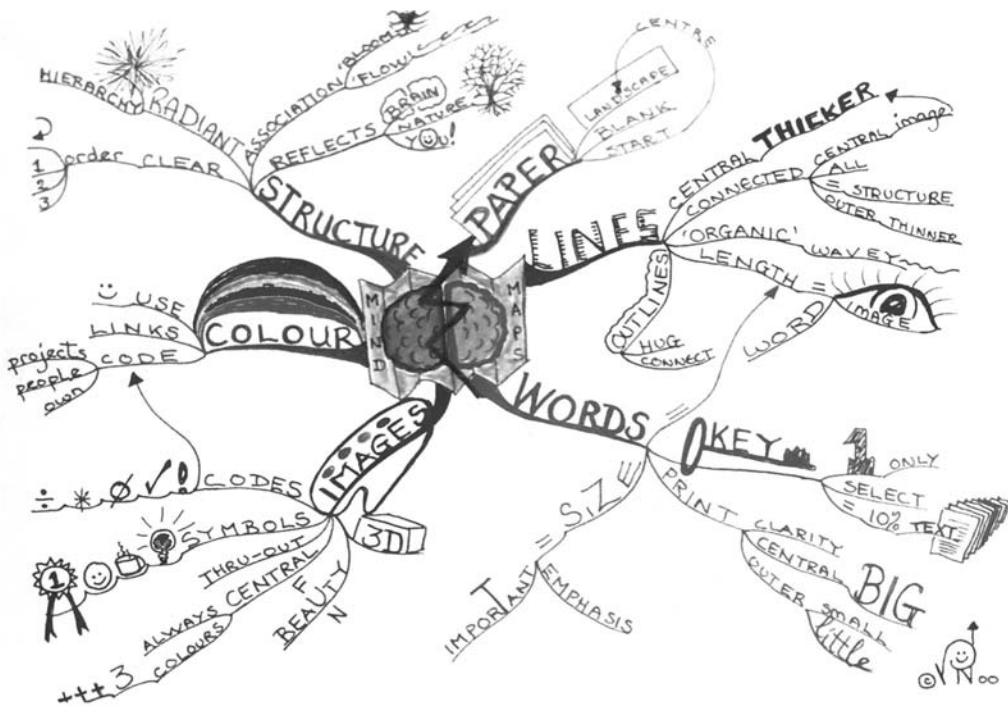 MIND
MAPS
STRUCTURE
HIERARCHY
RADIANT
ASSOCIATION
'BLOOM'
'FLOW'
REFLECTS
BRAIN
NATURE
YOU!
CLEAR
order
1
2
3
PAPER
LANDSCAPE
BLANK
START
CENTRE
LINES
CENTRAL THICKER
CONNECTED
CENTRAL image
ALL
= STRUCTURE
OUTER THINNER
'ORGANIC' WAVEY
LENGTH =
IMAGE
WORD
OUTLINES
HUG
CONNECT
WORDS
KEY
1 ONLY
SELECT
= 10% TEXT
PRINT
CLARITY
CENTRAL BIG
OUTER small
little
SIZE
=
IMPORTANT
EMPHASIS
=
COLOUR
USE
LINKS
CODE
projects
people
own
IMAGES
CODES
÷ * ø ✓ !
SYMBOLS
1
THRU-OUT
CENTRAL
ALWAYS
+++ 3 COLOURS
BEAUTY
FUN
3D
©